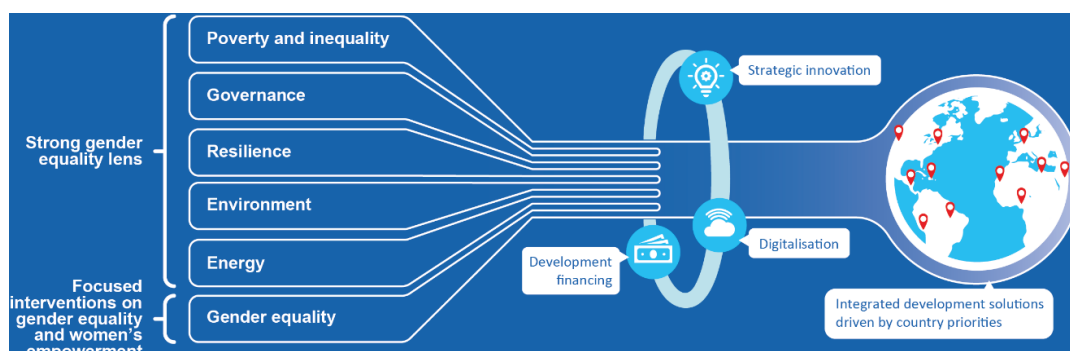 Strong gender
equality lens
Focused
interventions on
gender equality
and women's
empowerment
Poverty and inequality
Governance
Resilience
Environment
Energy
Gender equality
Strategic innovation
Digitalisation
Development
financing
Integrated development solutions
driven by country priorities